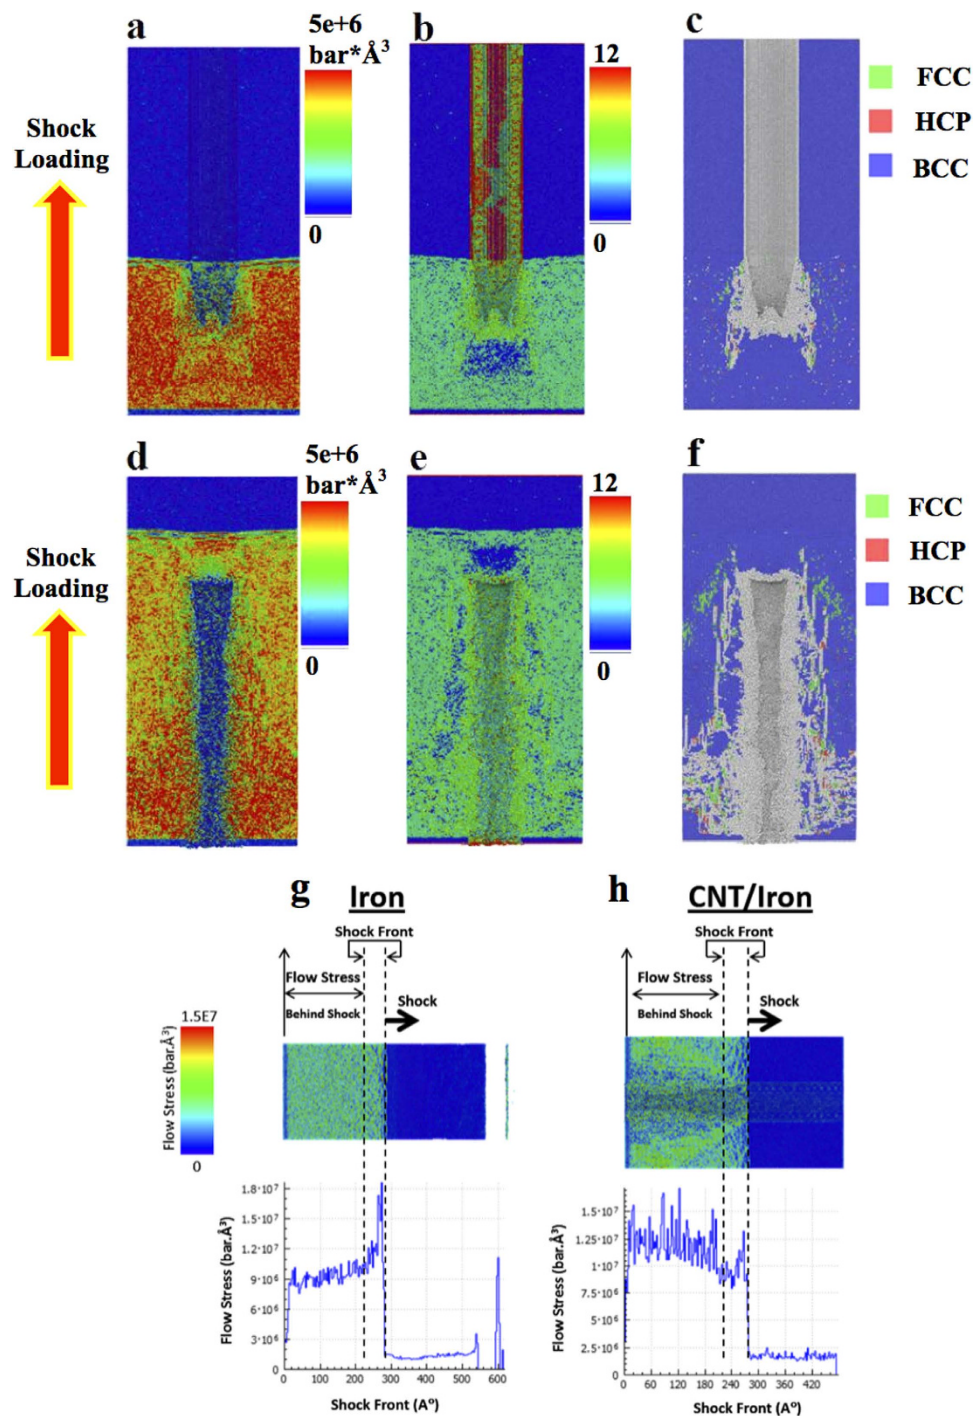 a
5e+6
bar*Å³
b
12
c
Shock
Loading
FCC
HCP
BCC
0
0
d
5e+6
bar*Å³
e
12
f
Shock
Loading
FCC
HCP
BCC
0
0
g
Iron
h
CNT/Iron
Shock Front
Shock Front
Flow Stress
Behind Shock
Shock
Flow Stress
Behind Shock
Shock
1.5E7
Flow Stress (bar.Å³)
0
Flow Stress (bar.Å³)
1.8·10⁷
1.5·10⁷
1.2·10⁷
9·10⁶
6·10⁶
3·10⁶
0
0 100 200 300 400 500 600
Shock Front (Aº)
Flow Stress (bar.Å³)
1.5·10⁷
1.25·10⁷
1·10⁷
7.5·10⁶
5·10⁶
2.5·10⁶
0
0 60 120 180 240 300 360 420
Shock Front (Aº)